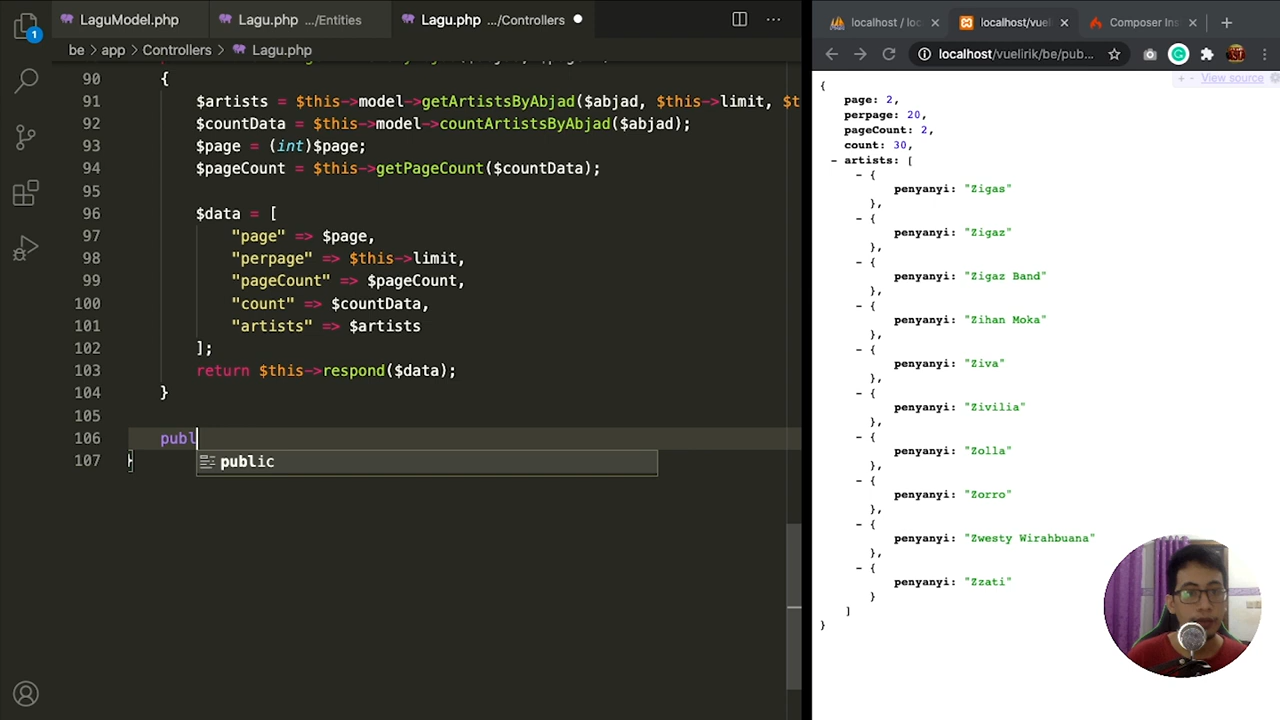 LaguModel.php
Lagu.php .../Entities
Lagu.php .../Controllers
be > app > Controllers > Lagu.php
1
90 {
91 $artists = $this->model->getArtistsByAbjad($abjad, $this->limit, $t
92 $countData = $this->model->countArtistsByAbjad($abjad);
93 $page = (int)$page;
94 $pageCount = $this->getPageCount($countData);
95
96 $data = [
97 "page" => $page,
98 "perpage" => $this->limit,
99 "pageCount" => $pageCount,
100 "count" => $countData,
101 "artists" => $artists
102 ];
103 return $this->respond($data);
104 }
105
106 publ
public
107 }
localhost / loc
localhost/vuel
Composer Ins
localhost/vuelirik/be/pub...
+ - View source
{
page: 2,
perpage: 20,
pageCount: 2,
count: 30,
- artists: [
- {
penyanyi: "Zigas"
},
- {
penyanyi: "Zigaz"
},
- {
penyanyi: "Zigaz Band"
},
- {
penyanyi: "Zihan Moka"
},
- {
penyanyi: "Ziva"
},
- {
penyanyi: "Zivilia"
},
- {
penyanyi: "Zolla"
},
- {
penyanyi: "Zorro"
},
- {
penyanyi: "Zwesty Wirahbuana"
},
- {
penyanyi: "Zzati"
}
]
}